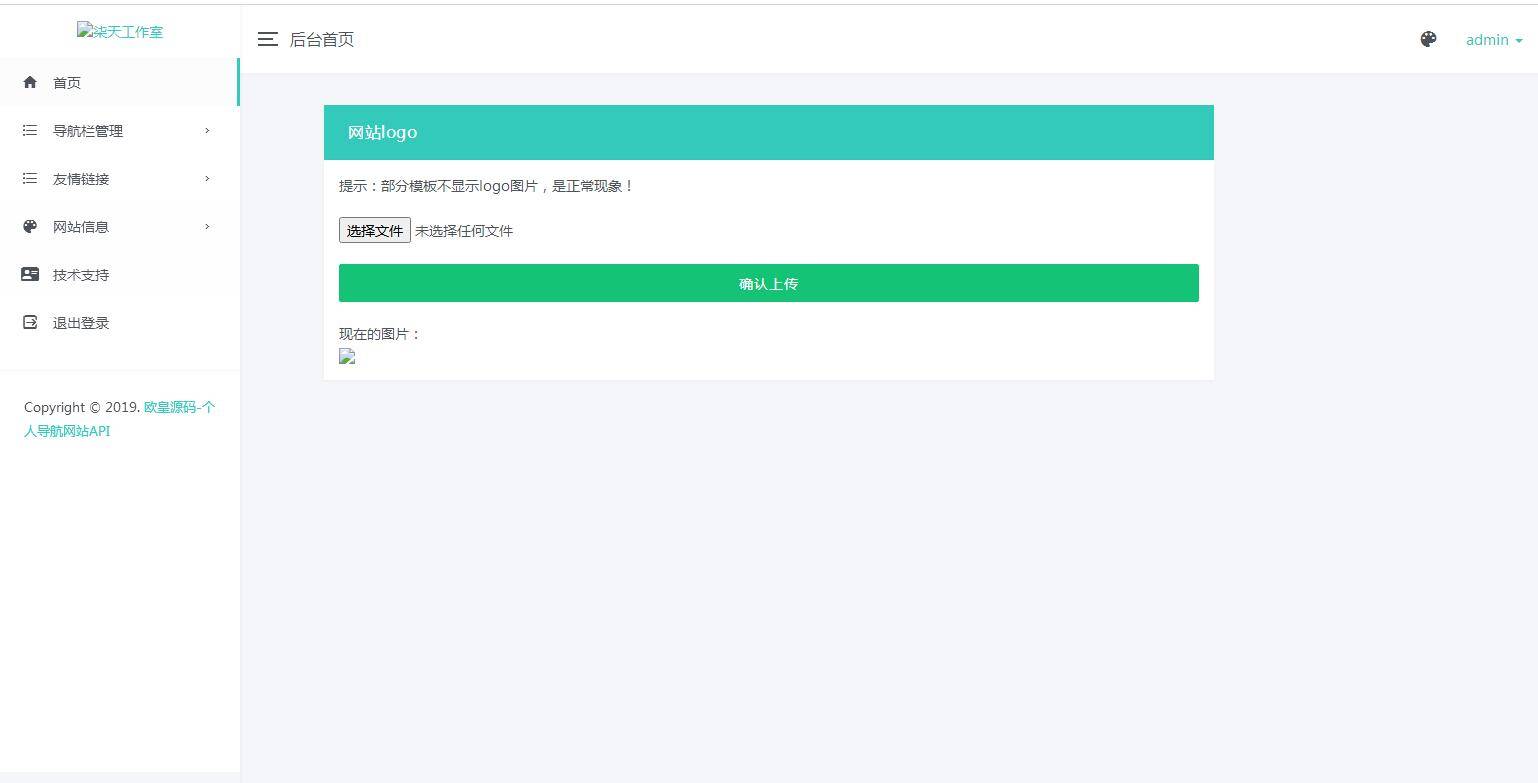 柒天工作室
首页
导航栏管理
友情链接
网站信息
技术支持
退出登录
Copyright © 2019. 欧皇源码-个
人导航网站API
后台首页
admin
网站logo
提示：部分模板不显示logo图片，是正常现象！
选择文件 未选择任何文件
确认上传
现在的图片：